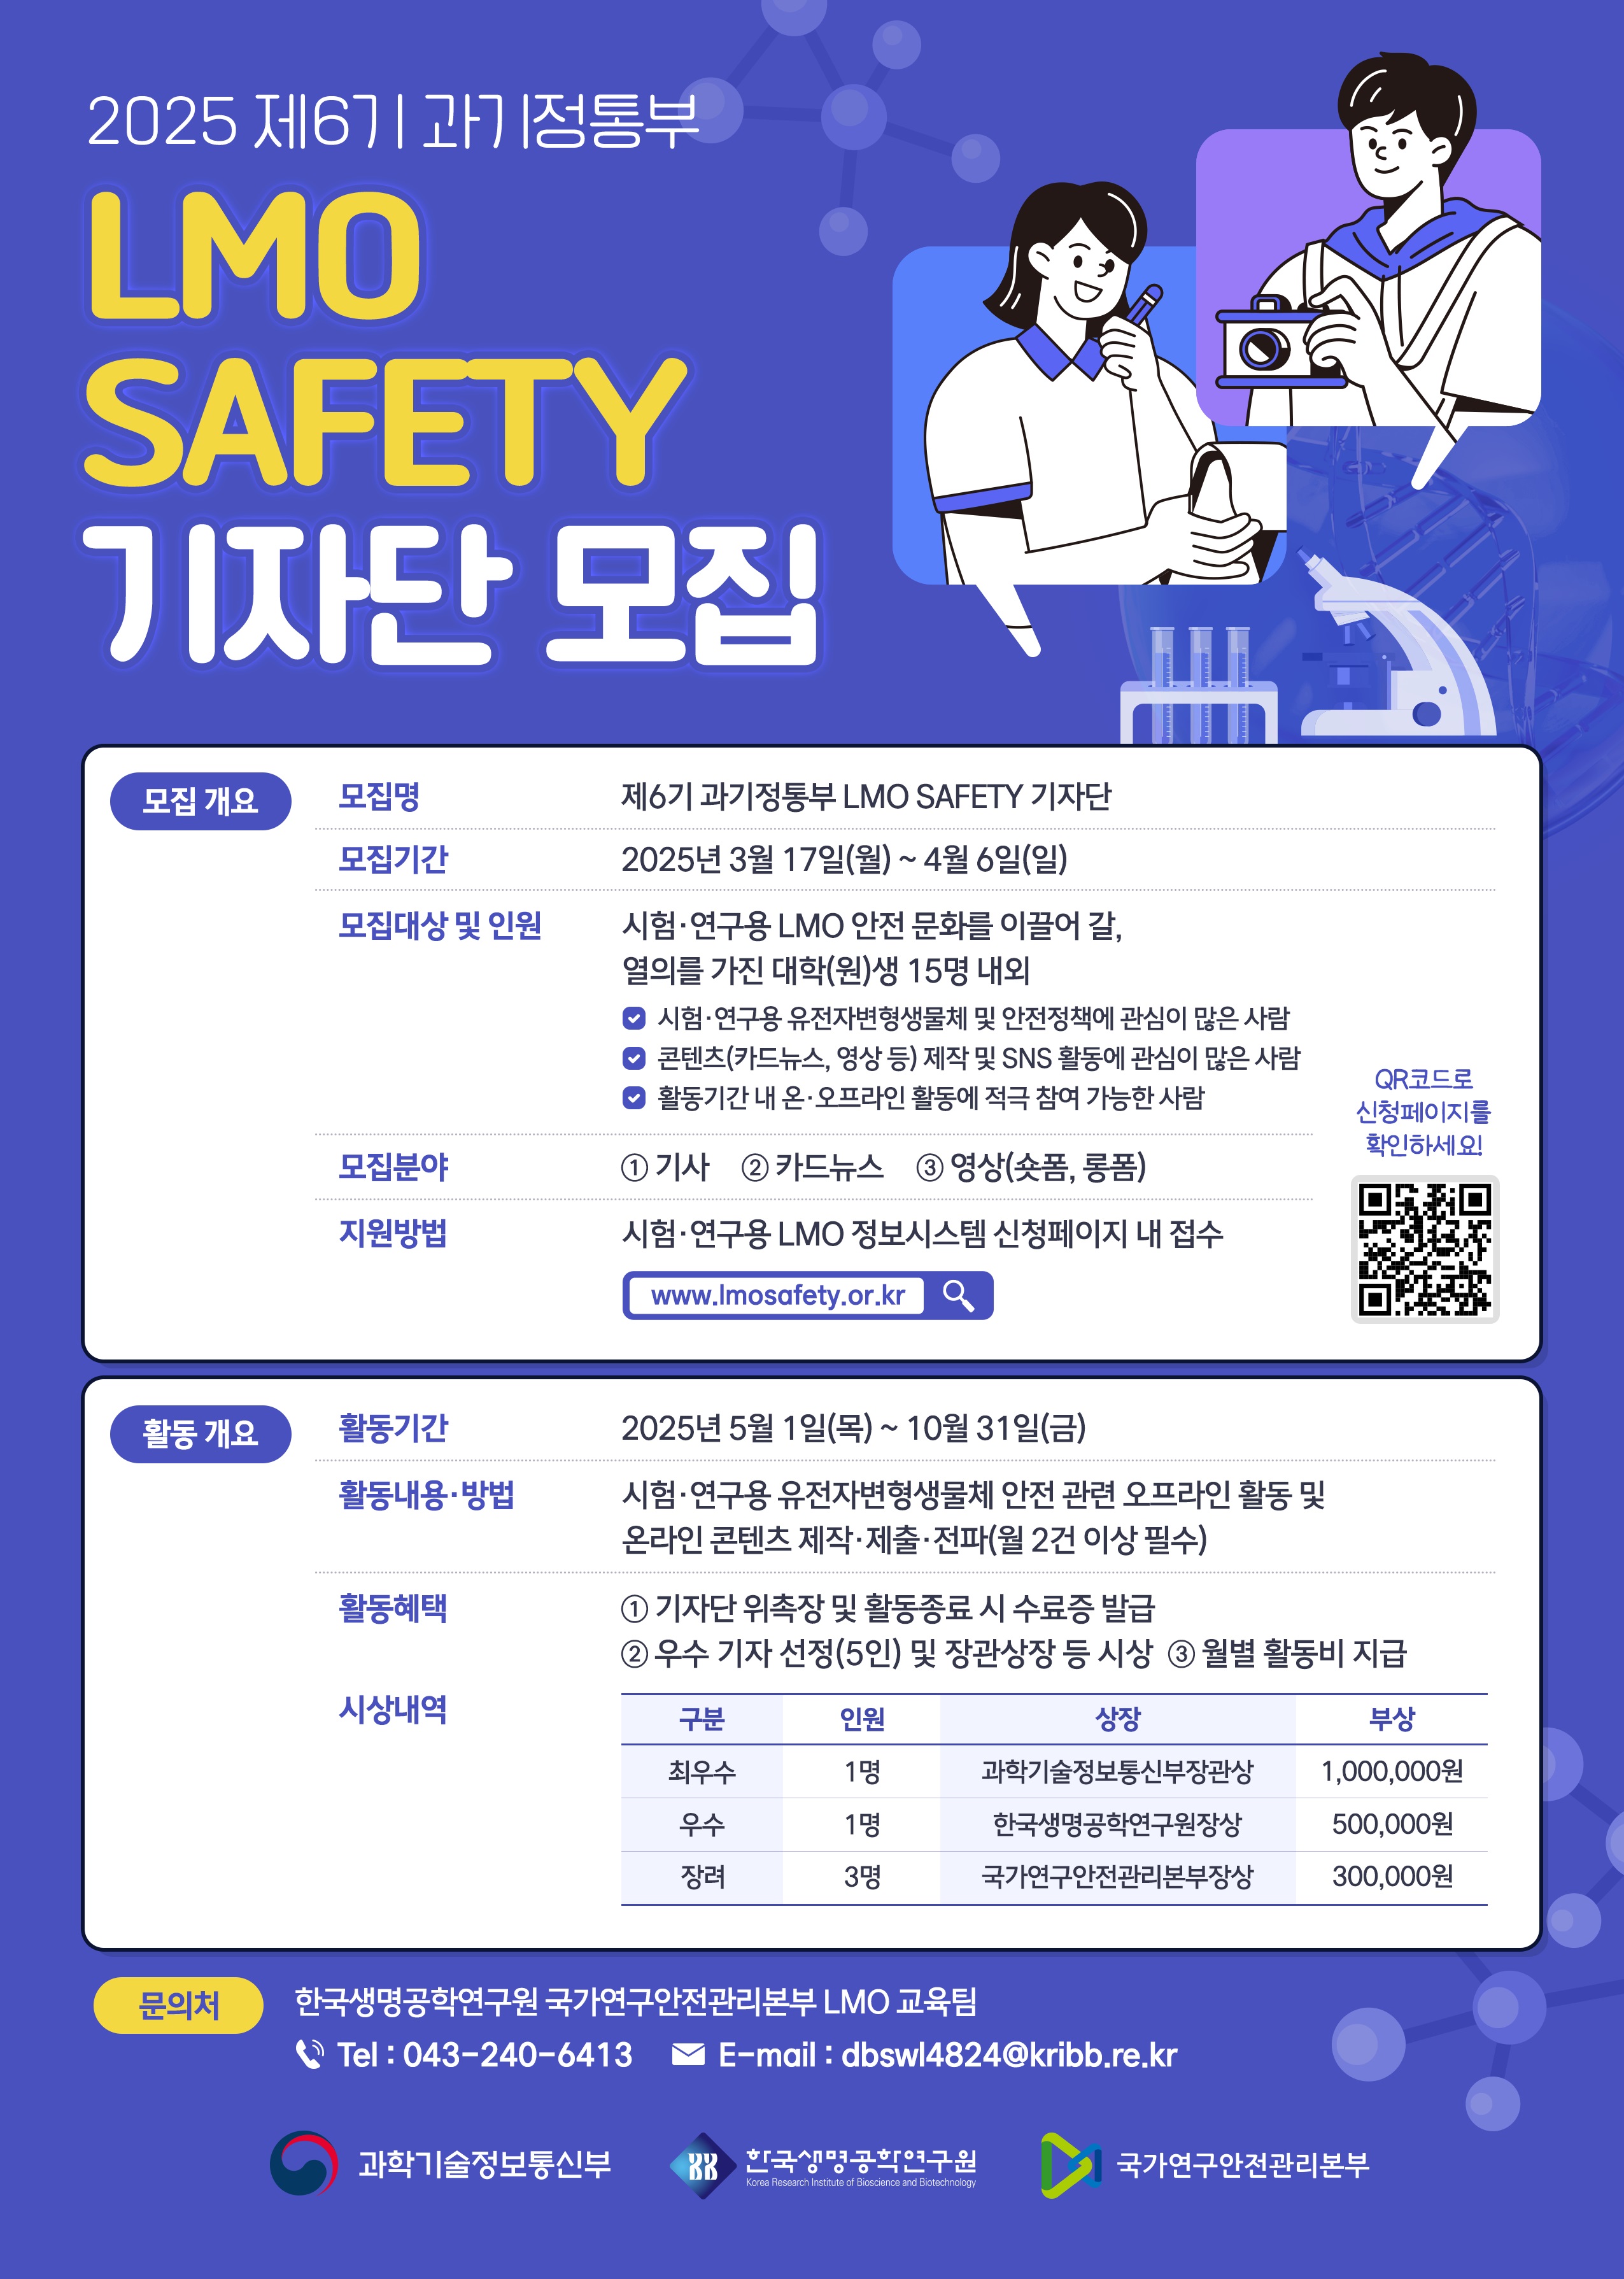 2025 제6기 과기정통부
LMO
SAFETY
기자단 모집
모집 개요
모집명
제6기 과기정통부 LMO SAFETY 기자단
모집기간
2025년 3월 17일(월) ~ 4월 6일(일)
모집대상 및 인원
시험·연구용 LMO 안전 문화를 이끌어 갈,
열의를 가진 대학(원)생 15명 내외
시험·연구용 유전자변형생물체 및 안전정책에 관심이 많은 사람
콘텐츠(카드뉴스, 영상 등) 제작 및 SNS 활동에 관심이 많은 사람
활동기간 내 온·오프라인 활동에 적극 참여 가능한 사람
모집분야
① 기사 ② 카드뉴스 ③ 영상(숏폼, 롱폼)
지원방법
시험·연구용 LMO 정보시스템 신청페이지 내 접수
www.lmosafety.or.kr
QR코드로
신청페이지를
확인하세요!
활동 개요
활동기간
2025년 5월 1일(목) ~ 10월 31일(금)
활동내용·방법
시험·연구용 유전자변형생물체 안전 관련 오프라인 활동 및
온라인 콘텐츠 제작·제출·전파(월 2건 이상 필수)
활동혜택
① 기자단 위촉장 및 활동종료 시 수료증 발급
② 우수 기자 선정(5인) 및 장관상장 등 시상 ③ 월별 활동비 지급
시상내역
구분 인원 상장 부상
최우수 1명 과학기술정보통신부장관상 1,000,000원
우수 1명 한국생명공학연구원장상 500,000원
장려 3명 국가연구안전관리본부장상 300,000원
문의처
한국생명공학연구원 국가연구안전관리본부 LMO 교육팀
Tel : 043-240-6413 E-mail : dbswl4824@kribb.re.kr
과학기술정보통신부
한국생명공학연구원
Korea Research Institute of Bioscience and Biotechnology
국가연구안전관리본부